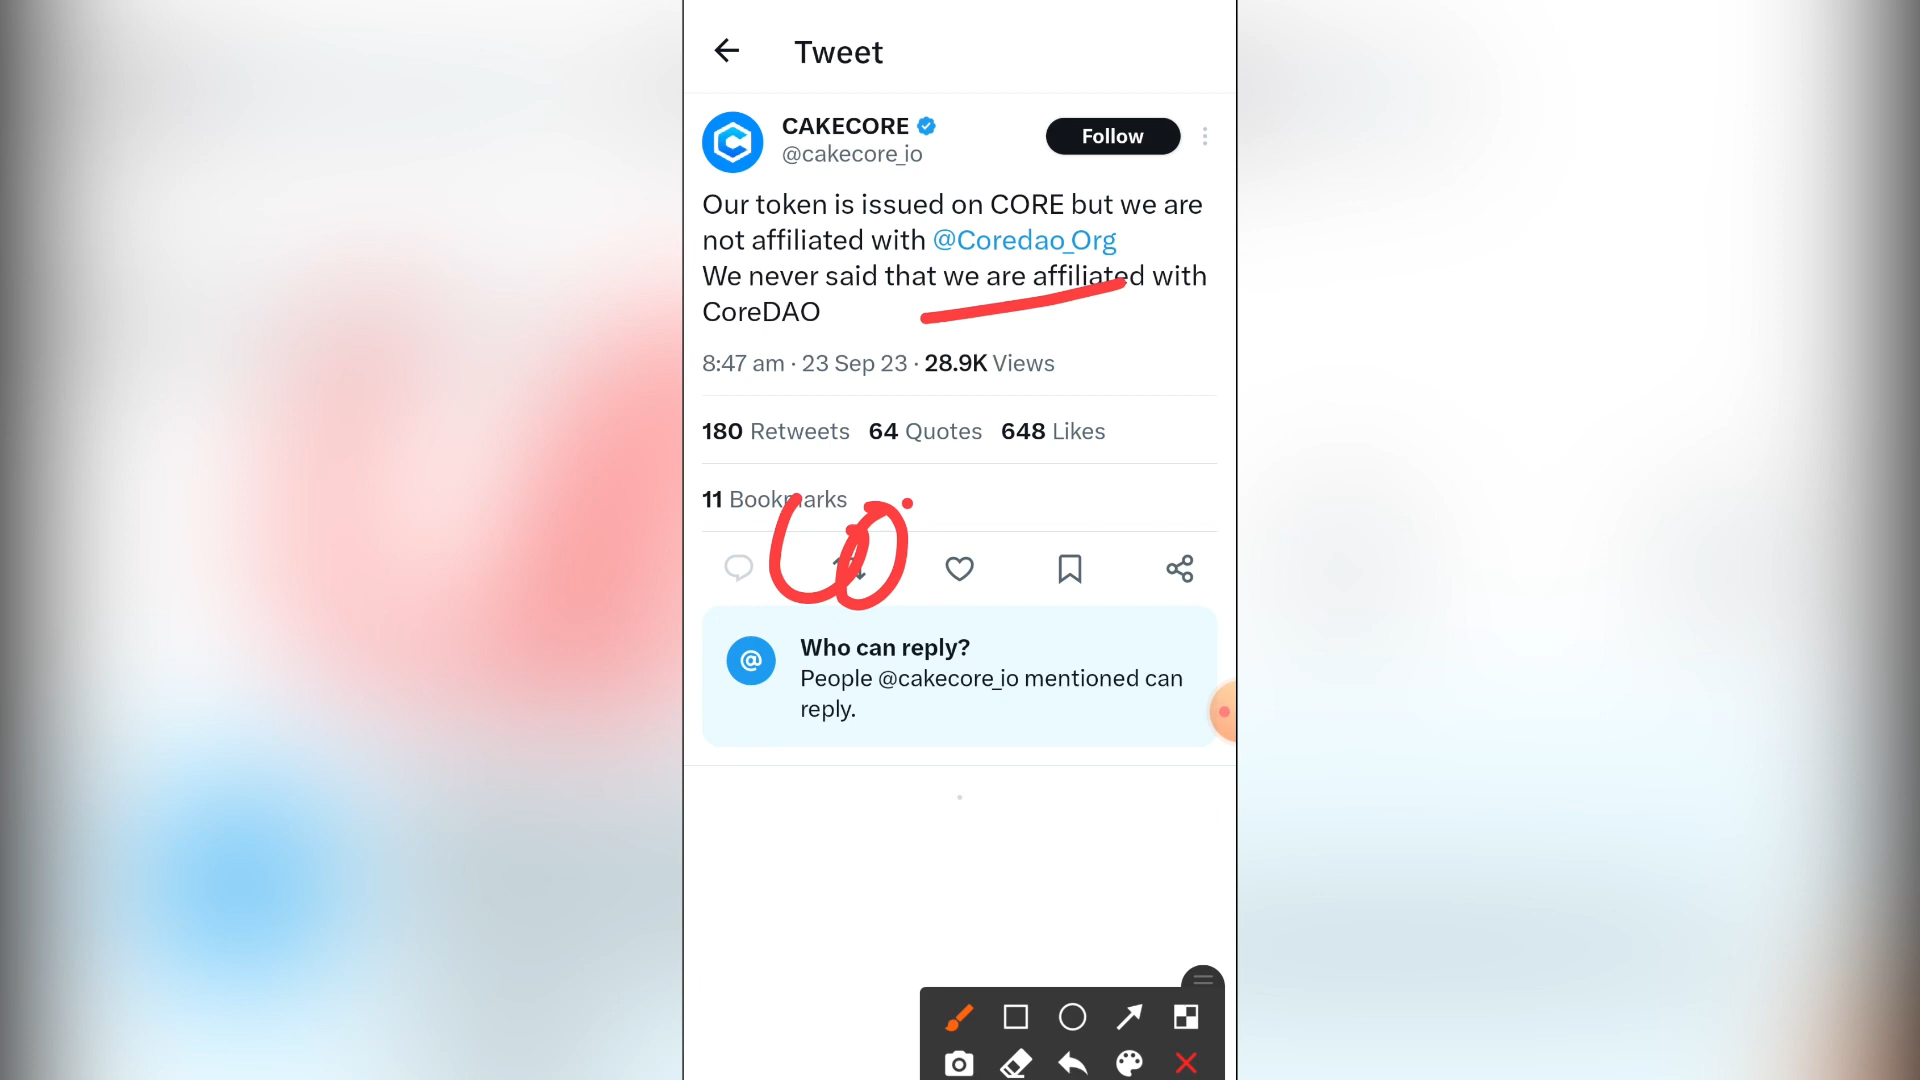 Tweet
CAKECORE
@cakecore_io
Follow
Our token is issued on CORE but we are
not affiliated with @Coredao_Org
We never said that we are affiliated with
CoreDAO
8:47 am · 23 Sep 23 · 28.9K Views
180 Retweets 64 Quotes 648 Likes
11 Bookmarks
@
Who can reply?
People @cakecore_io mentioned can
reply.